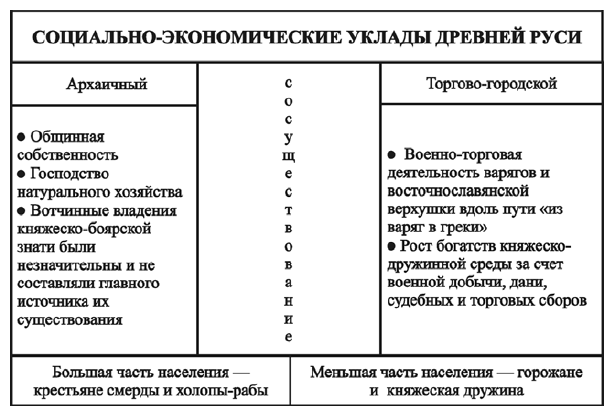 СОЦИАЛЬНО-ЭКОНОМИЧЕСКИЕ УКЛАДЫ ДРЕВНЕЙ РУСИ
Архаичный
● Общинная
собственность
● Господство
натурального хозяйства
● Вотчинные владения
княжеско-боярской
знати были
незначительны и не
составляли главного
источника их
существования
с
о
с
у
щ
е
с
т
в
о
в
а
н
и
е
Торгово-городской
● Военно-торговая
деятельность варягов и
восточнославянской
верхушки вдоль пути «из
варяг в греки»
● Рост богатств княжеско-
дружинной среды за счет
военной добычи, дани,
судебных и торговых сборов
Большая часть населения —
крестьяне смерды и холопы-рабы
Меньшая часть населения — горожане
и княжеская дружина